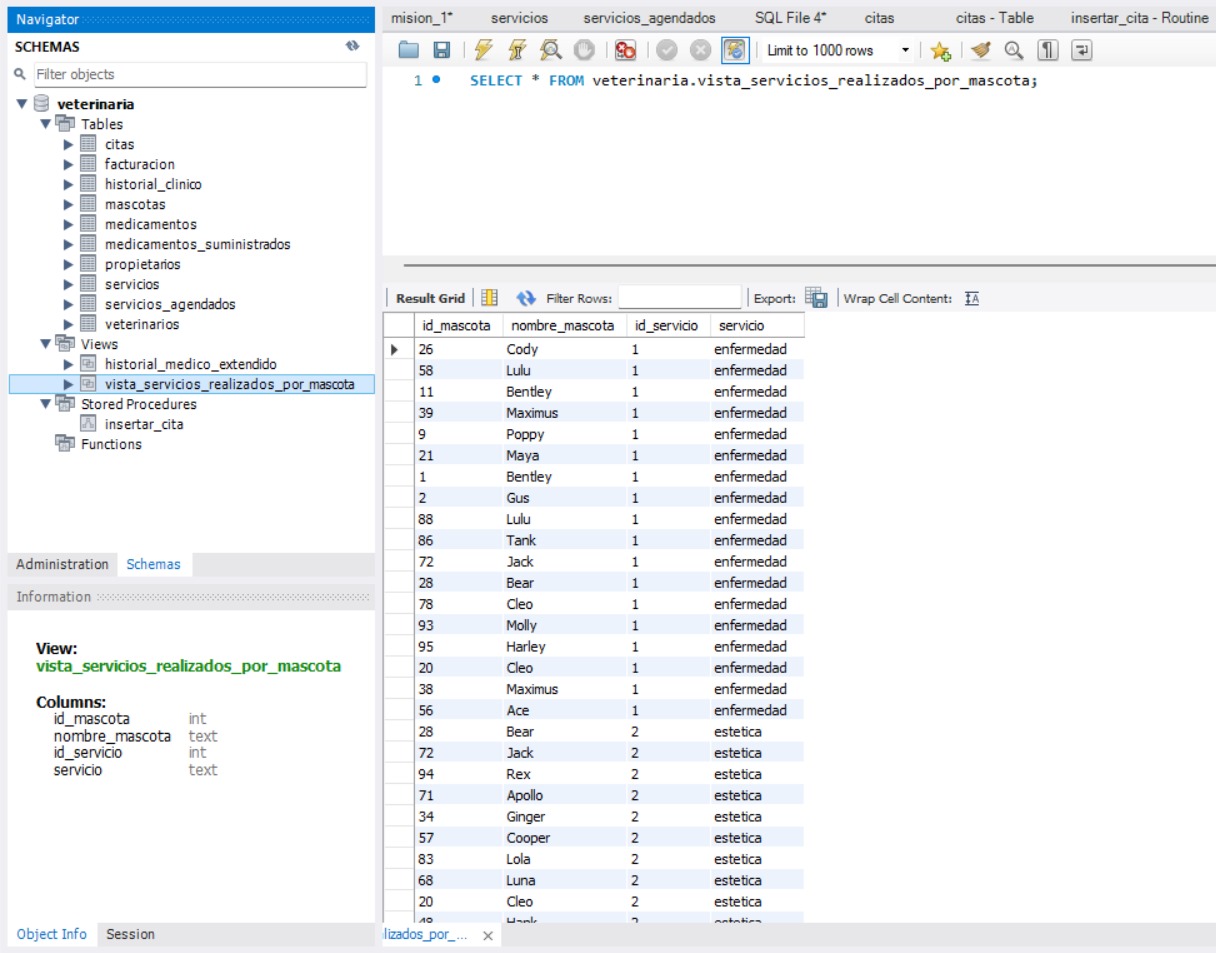 Navigator
SCHEMAS
Filter objects
veterinaria
Tables
citas
facturacion
historial_clinico
mascotas
medicamentos
medicamentos_suministrados
propietarios
servicios
servicios_agendados
veterinarios
Views
historial_medico_extendido
vista_servicios_realizados_por_mascota
Stored Procedures
insertar_cita
Functions
Administration Schemas
Information
View:
vista_servicios_realizados_por_mascota
Columns:
id_mascota int
nombre_mascota text
id_servicio int
servicio text
Object Info Session
mision_1* servicios servicios_agendados SQL File 4* citas citas - Table insertar_cita - Routine
Limit to 1000 rows
1 SELECT * FROM veterinaria.vista_servicios_realizados_por_mascota;
Result Grid Filter Rows: Export: Wrap Cell Content:
id_mascota nombre_mascota id_servicio servicio
26 Cody 1 enfermedad
58 Lulu 1 enfermedad
11 Bentley 1 enfermedad
39 Maximus 1 enfermedad
9 Poppy 1 enfermedad
21 Maya 1 enfermedad
1 Bentley 1 enfermedad
2 Gus 1 enfermedad
88 Lulu 1 enfermedad
86 Tank 1 enfermedad
72 Jack 1 enfermedad
28 Bear 1 enfermedad
78 Cleo 1 enfermedad
93 Molly 1 enfermedad
95 Harley 1 enfermedad
20 Cleo 1 enfermedad
38 Maximus 1 enfermedad
56 Ace 1 enfermedad
28 Bear 2 estetica
72 Jack 2 estetica
94 Rex 2 estetica
71 Apollo 2 estetica
34 Ginger 2 estetica
57 Cooper 2 estetica
83 Lola 2 estetica
68 Luna 2 estetica
20 Cleo 2 estetica
lizados_por_...